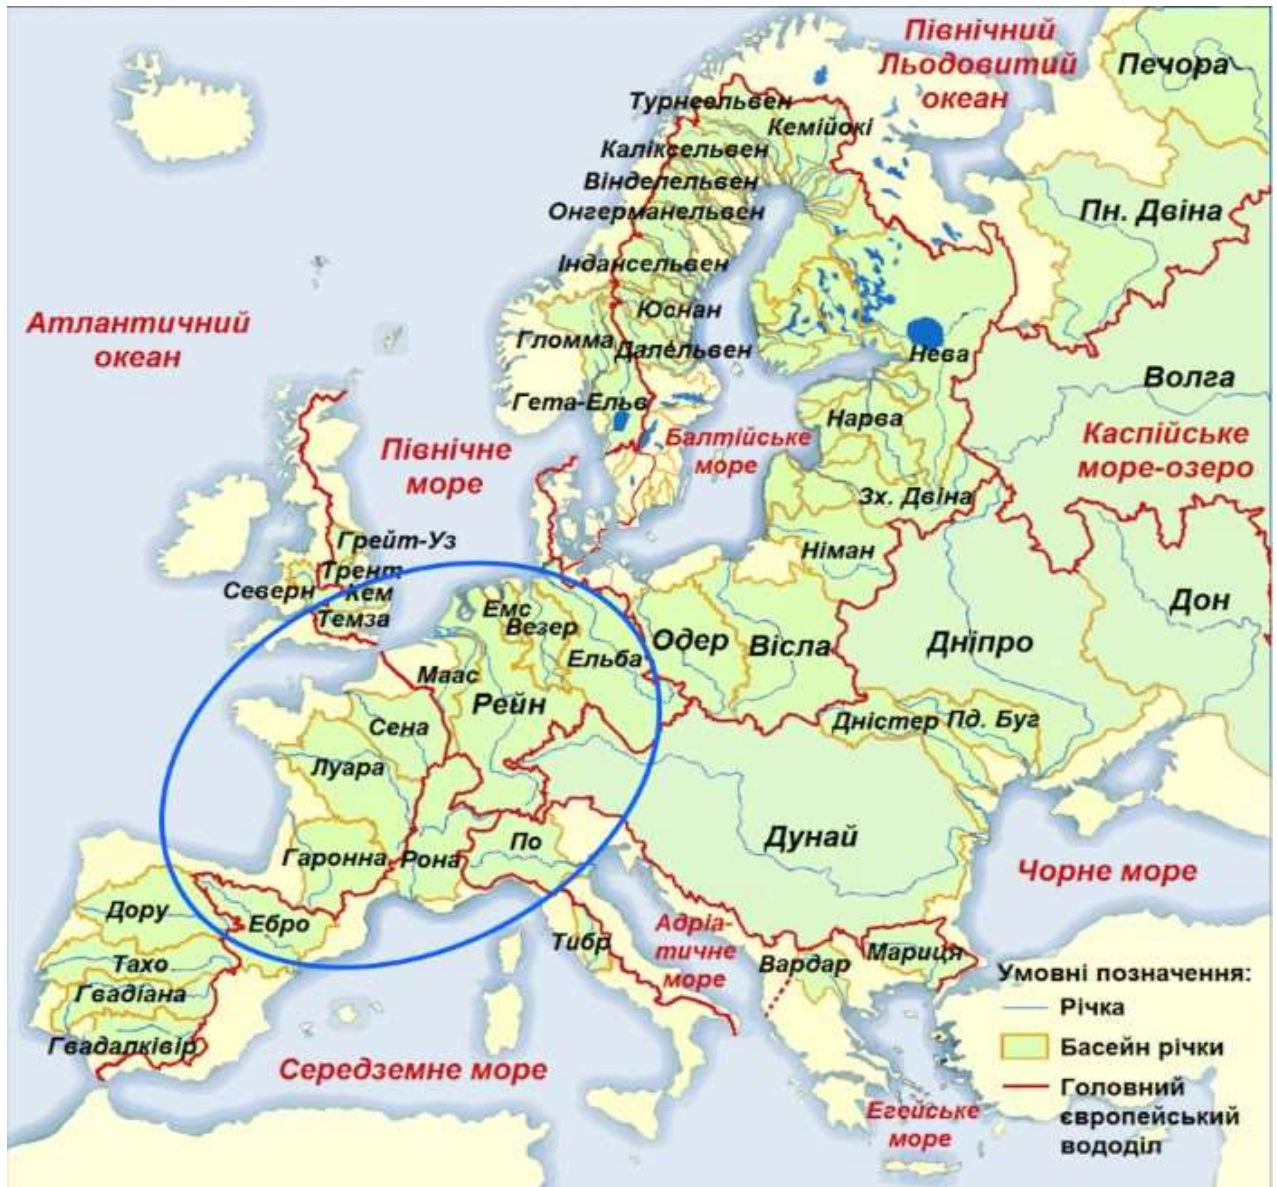 Північний
Льодовитий
океан
Печора
Турнеельвен
Кемійокі
Каліксельвен
Вінделельвен
Онгерманельвен
Пн. Двіна
Індансельвен
Юснан
Атлантичний
океан
Гломма
Далельвен
Нева
Волга
Гета-Ельв
Нарва
Балтійське
море
Північне
море
Каспійське
море-озеро
Зх. Двіна
Грейт-Уз
Німан
Трент
Северн
Кем
Темза
Емс
Везер
Дон
Ельба
Одер
Вісла
Дніпро
Маас
Рейн
Сена
Дністер
Пд. Буг
Луара
Гаронна
Рона
По
Дунай
Чорне море
Дору
Ебро
Тибр
Адріа-
тичне
море
Вардар
Мариця
Тахо
Гвадіана
Гвадалківір
Середземне море
Егейське
море
Умовні позначення:
Річка
Басейн річки
Головний
європейський
вододіл